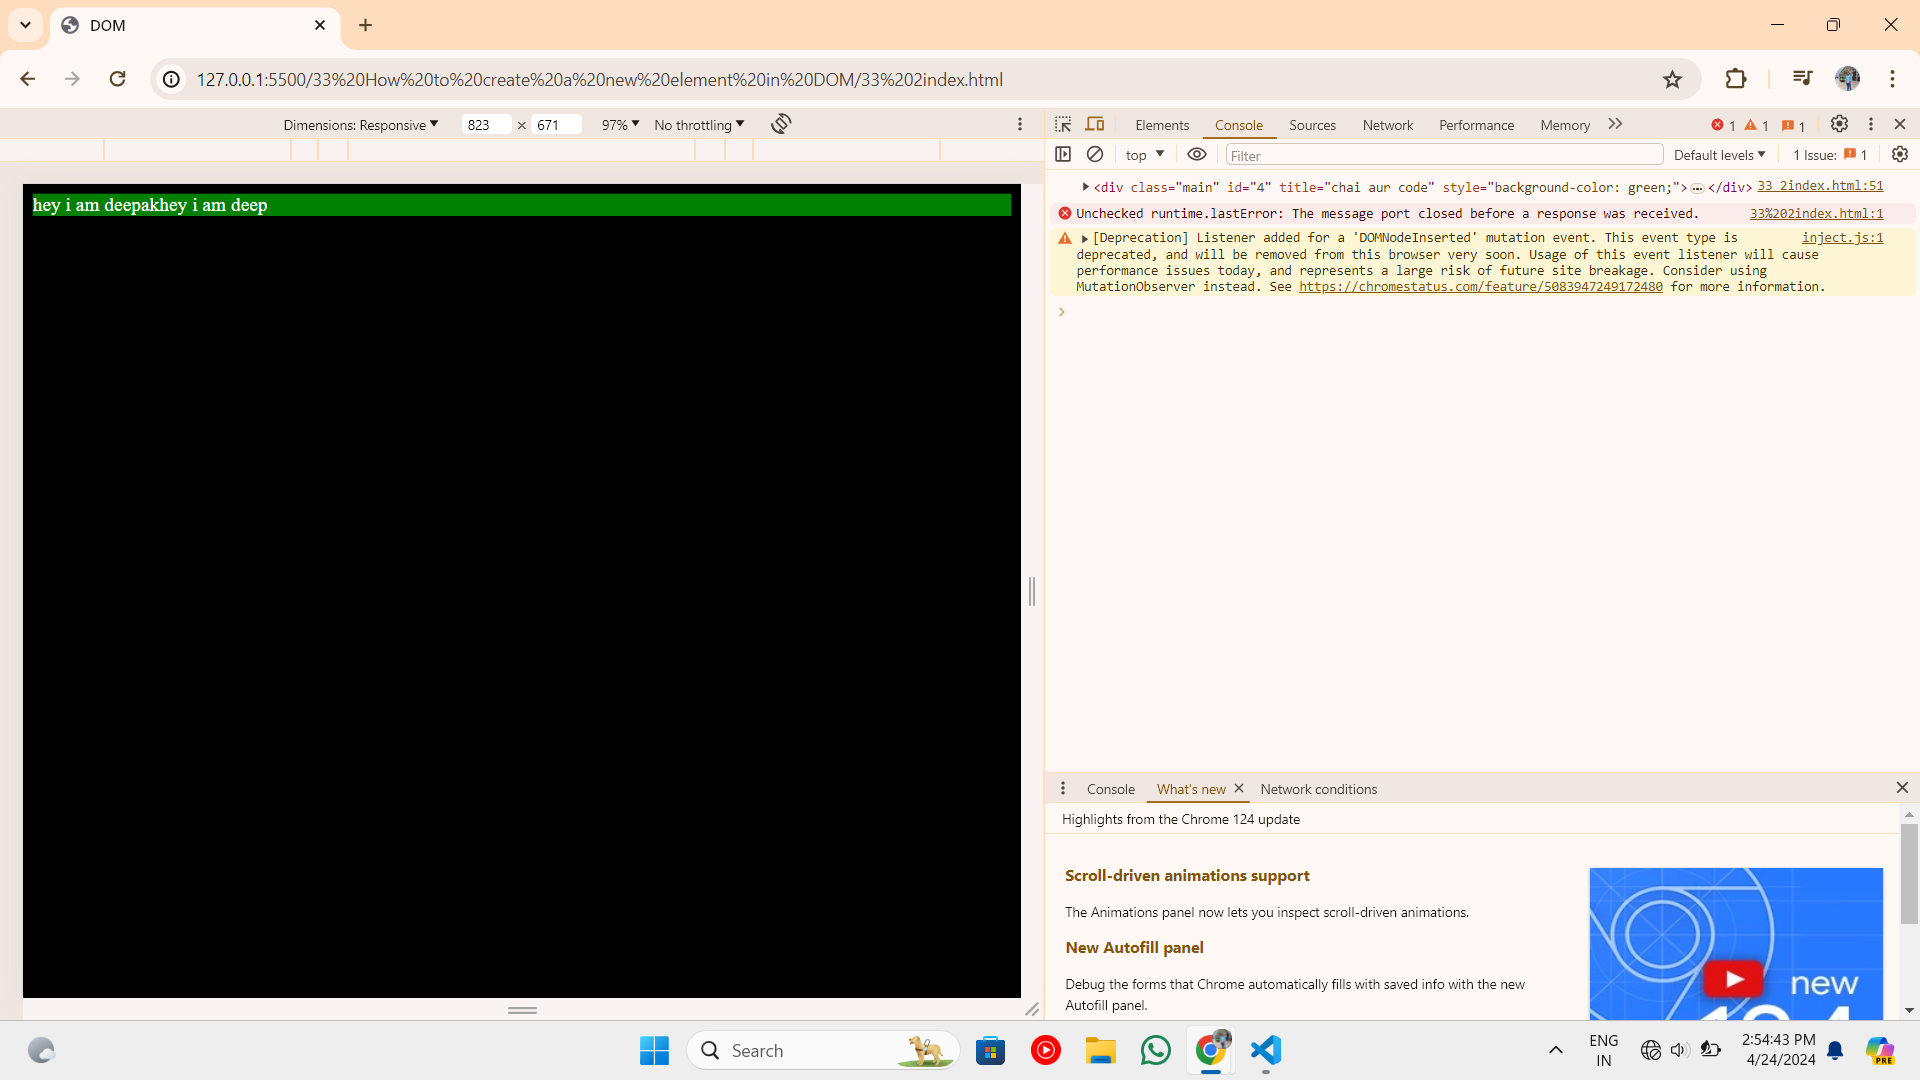 DOM
127.0.0.1:5500/33%20How%20to%20create%20a%20new%20element%20in%20DOM/33%202index.html
Dimensions: Responsive 823 × 671 97% No throttling
Elements Console Sources Network Performance Memory 1 1 1
top Filter Default levels 1 Issue: 1
hey i am deepakhey i am deep
<div class="main" id="4" title="chai aur code" style="background-color: green;">…</div> 33 2index.html:51
Unchecked runtime.lastError: The message port closed before a response was received. 33%202index.html:1
[Deprecation] Listener added for a 'DOMNodeInserted' mutation event. This event type is inject.js:1
deprecated, and will be removed from this browser very soon. Usage of this event listener will cause
performance issues today, and represents a large risk of future site breakage. Consider using
MutationObserver instead. See https://chromestatus.com/feature/5083947249172480 for more information.
Console What's new Network conditions
Highlights from the Chrome 124 update
Scroll-driven animations support
The Animations panel now lets you inspect scroll-driven animations.
New Autofill panel
Debug the forms that Chrome automatically fills with saved info with the new
Autofill panel.
new
Search
ENG
IN
2:54:43 PM
4/24/2024
PRE